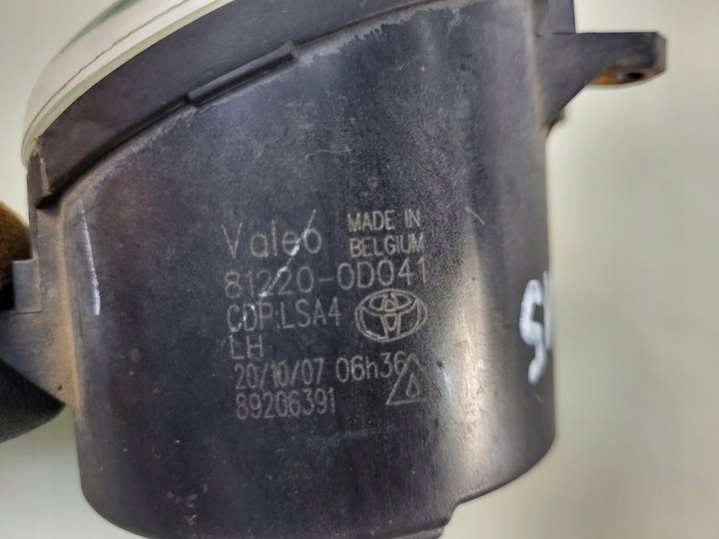 Valeo MADE IN
BELGIUM
81220-0D041
CDP:LSA4
LH
20/10/07 06h36
89206391